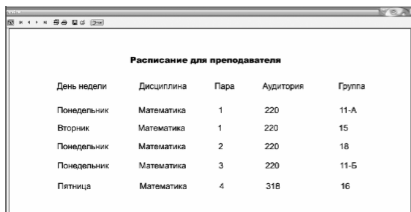 Расписание для преподавателя
День недели Дисциплина Пара Аудитория Группа
Понедельник Математика 1 220 11-А
Вторник Математика 1 220 15
Понедельник Математика 2 220 18
Понедельник Математика 3 220 11-Б
Пятница Математика 4 318 16